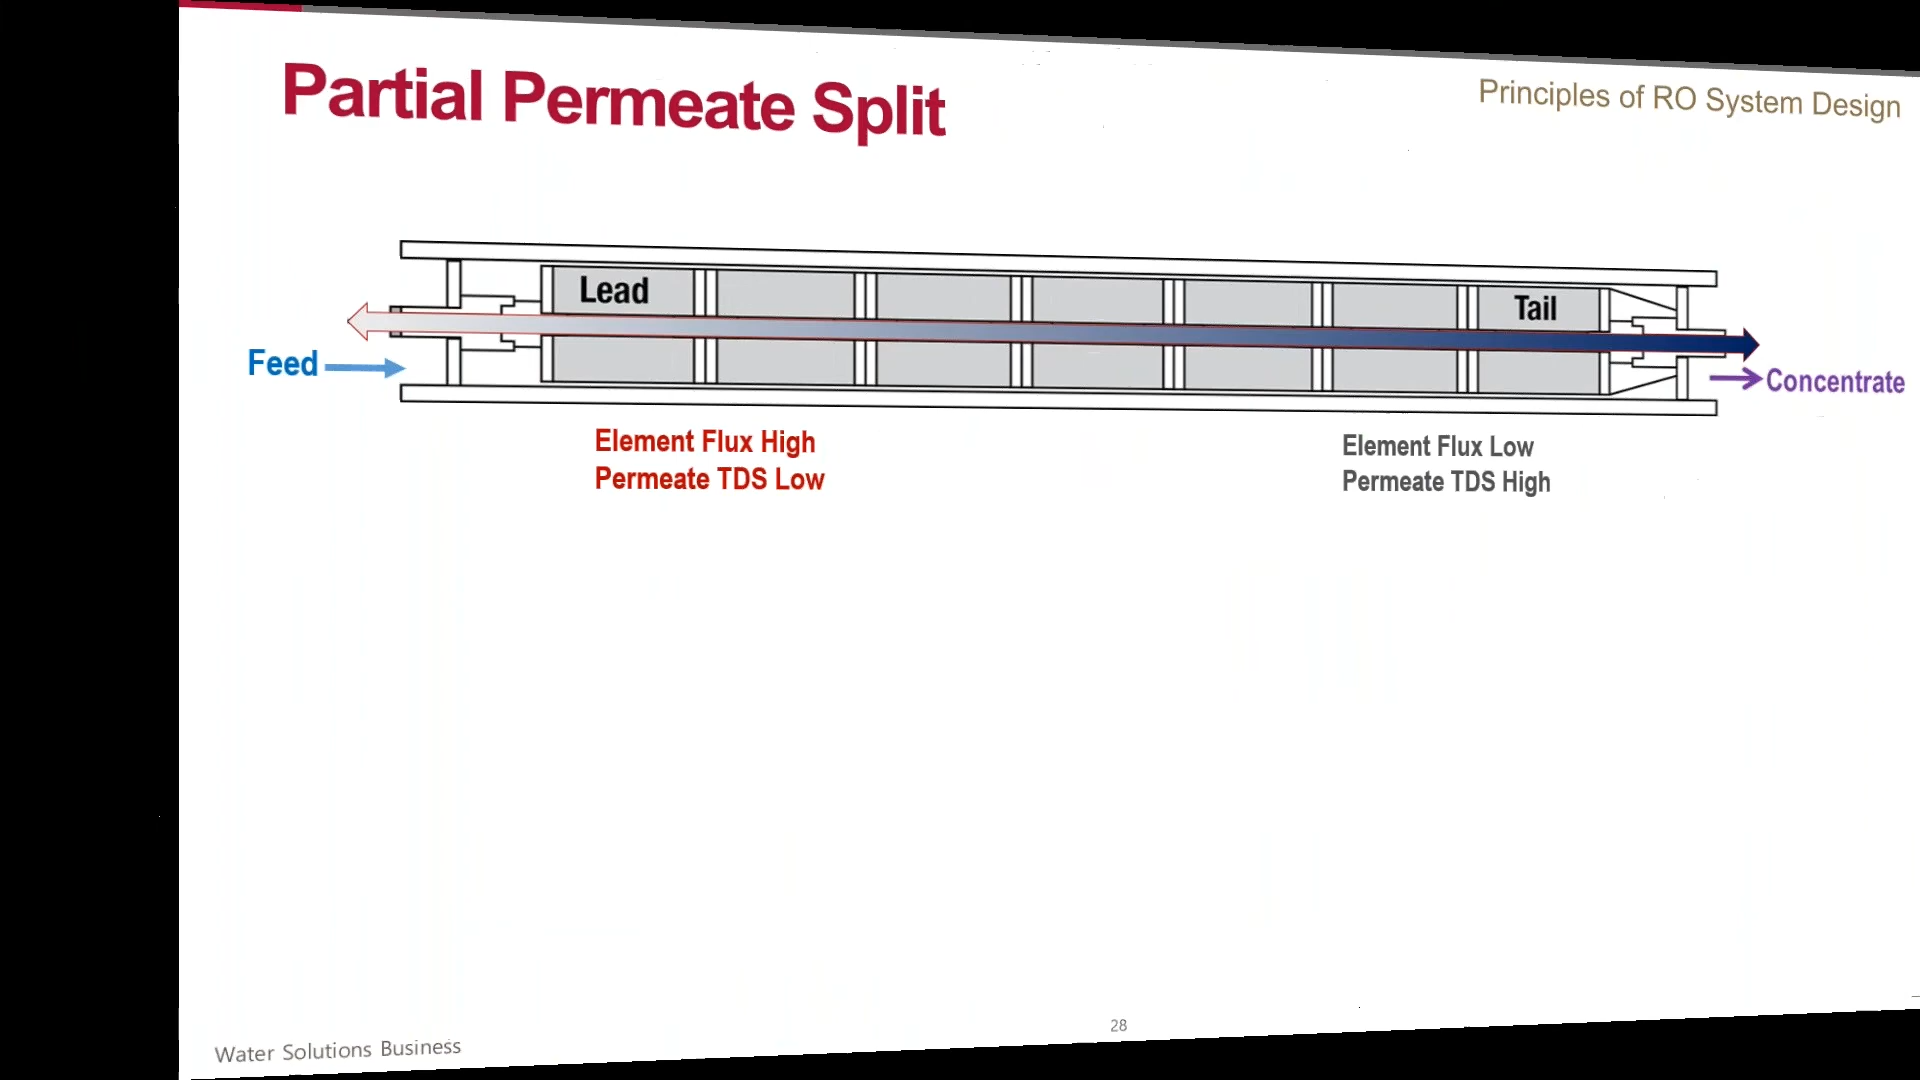 Partial Permeate Split
Principles of RO System Design
Lead
Tail
Feed
Concentrate
Element Flux High
Permeate TDS Low
Element Flux Low
Permeate TDS High
28
Water Solutions Business